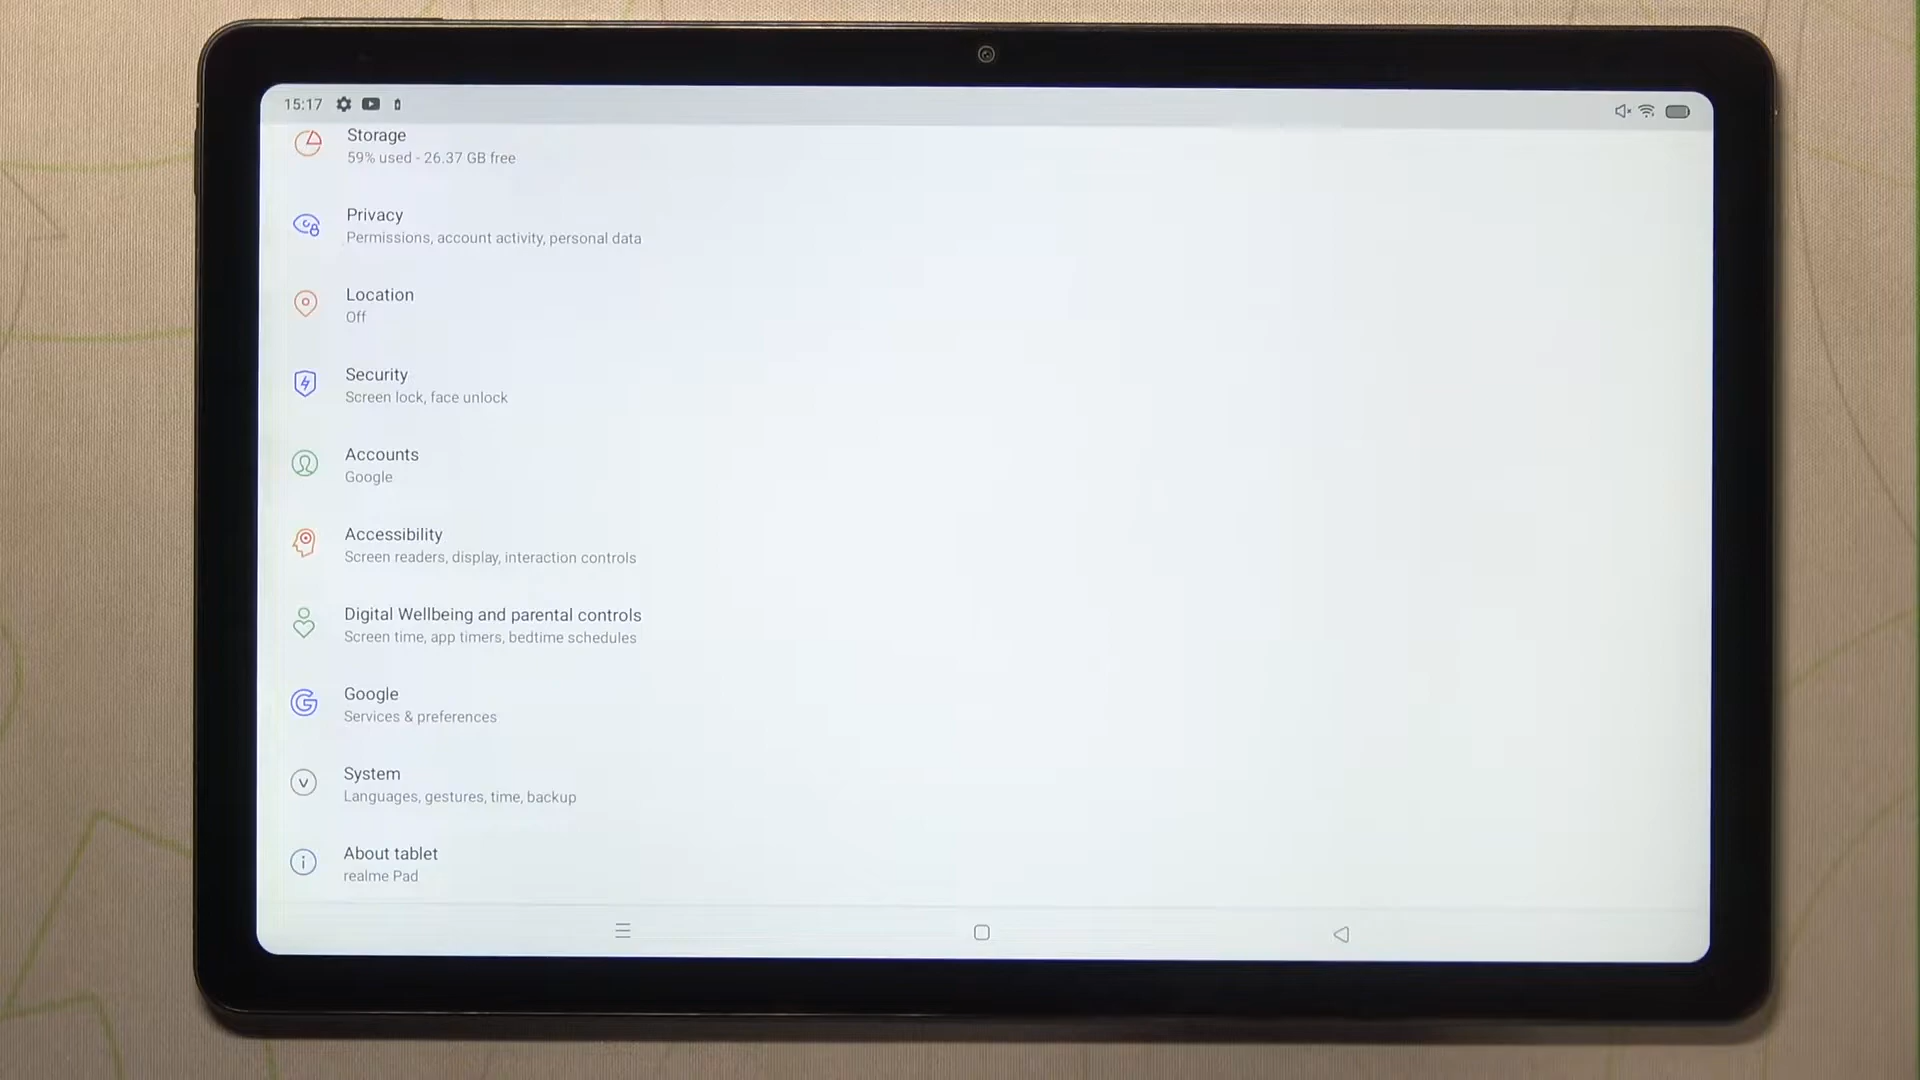 15:17
Storage
59% used - 26.37 GB free
Privacy
Permissions, account activity, personal data
Location
Off
Security
Screen lock, face unlock
Accounts
Google
Accessibility
Screen readers, display, interaction controls
Digital Wellbeing and parental controls
Screen time, app timers, bedtime schedules
Google
Services & preferences
System
Languages, gestures, time, backup
About tablet
realme Pad